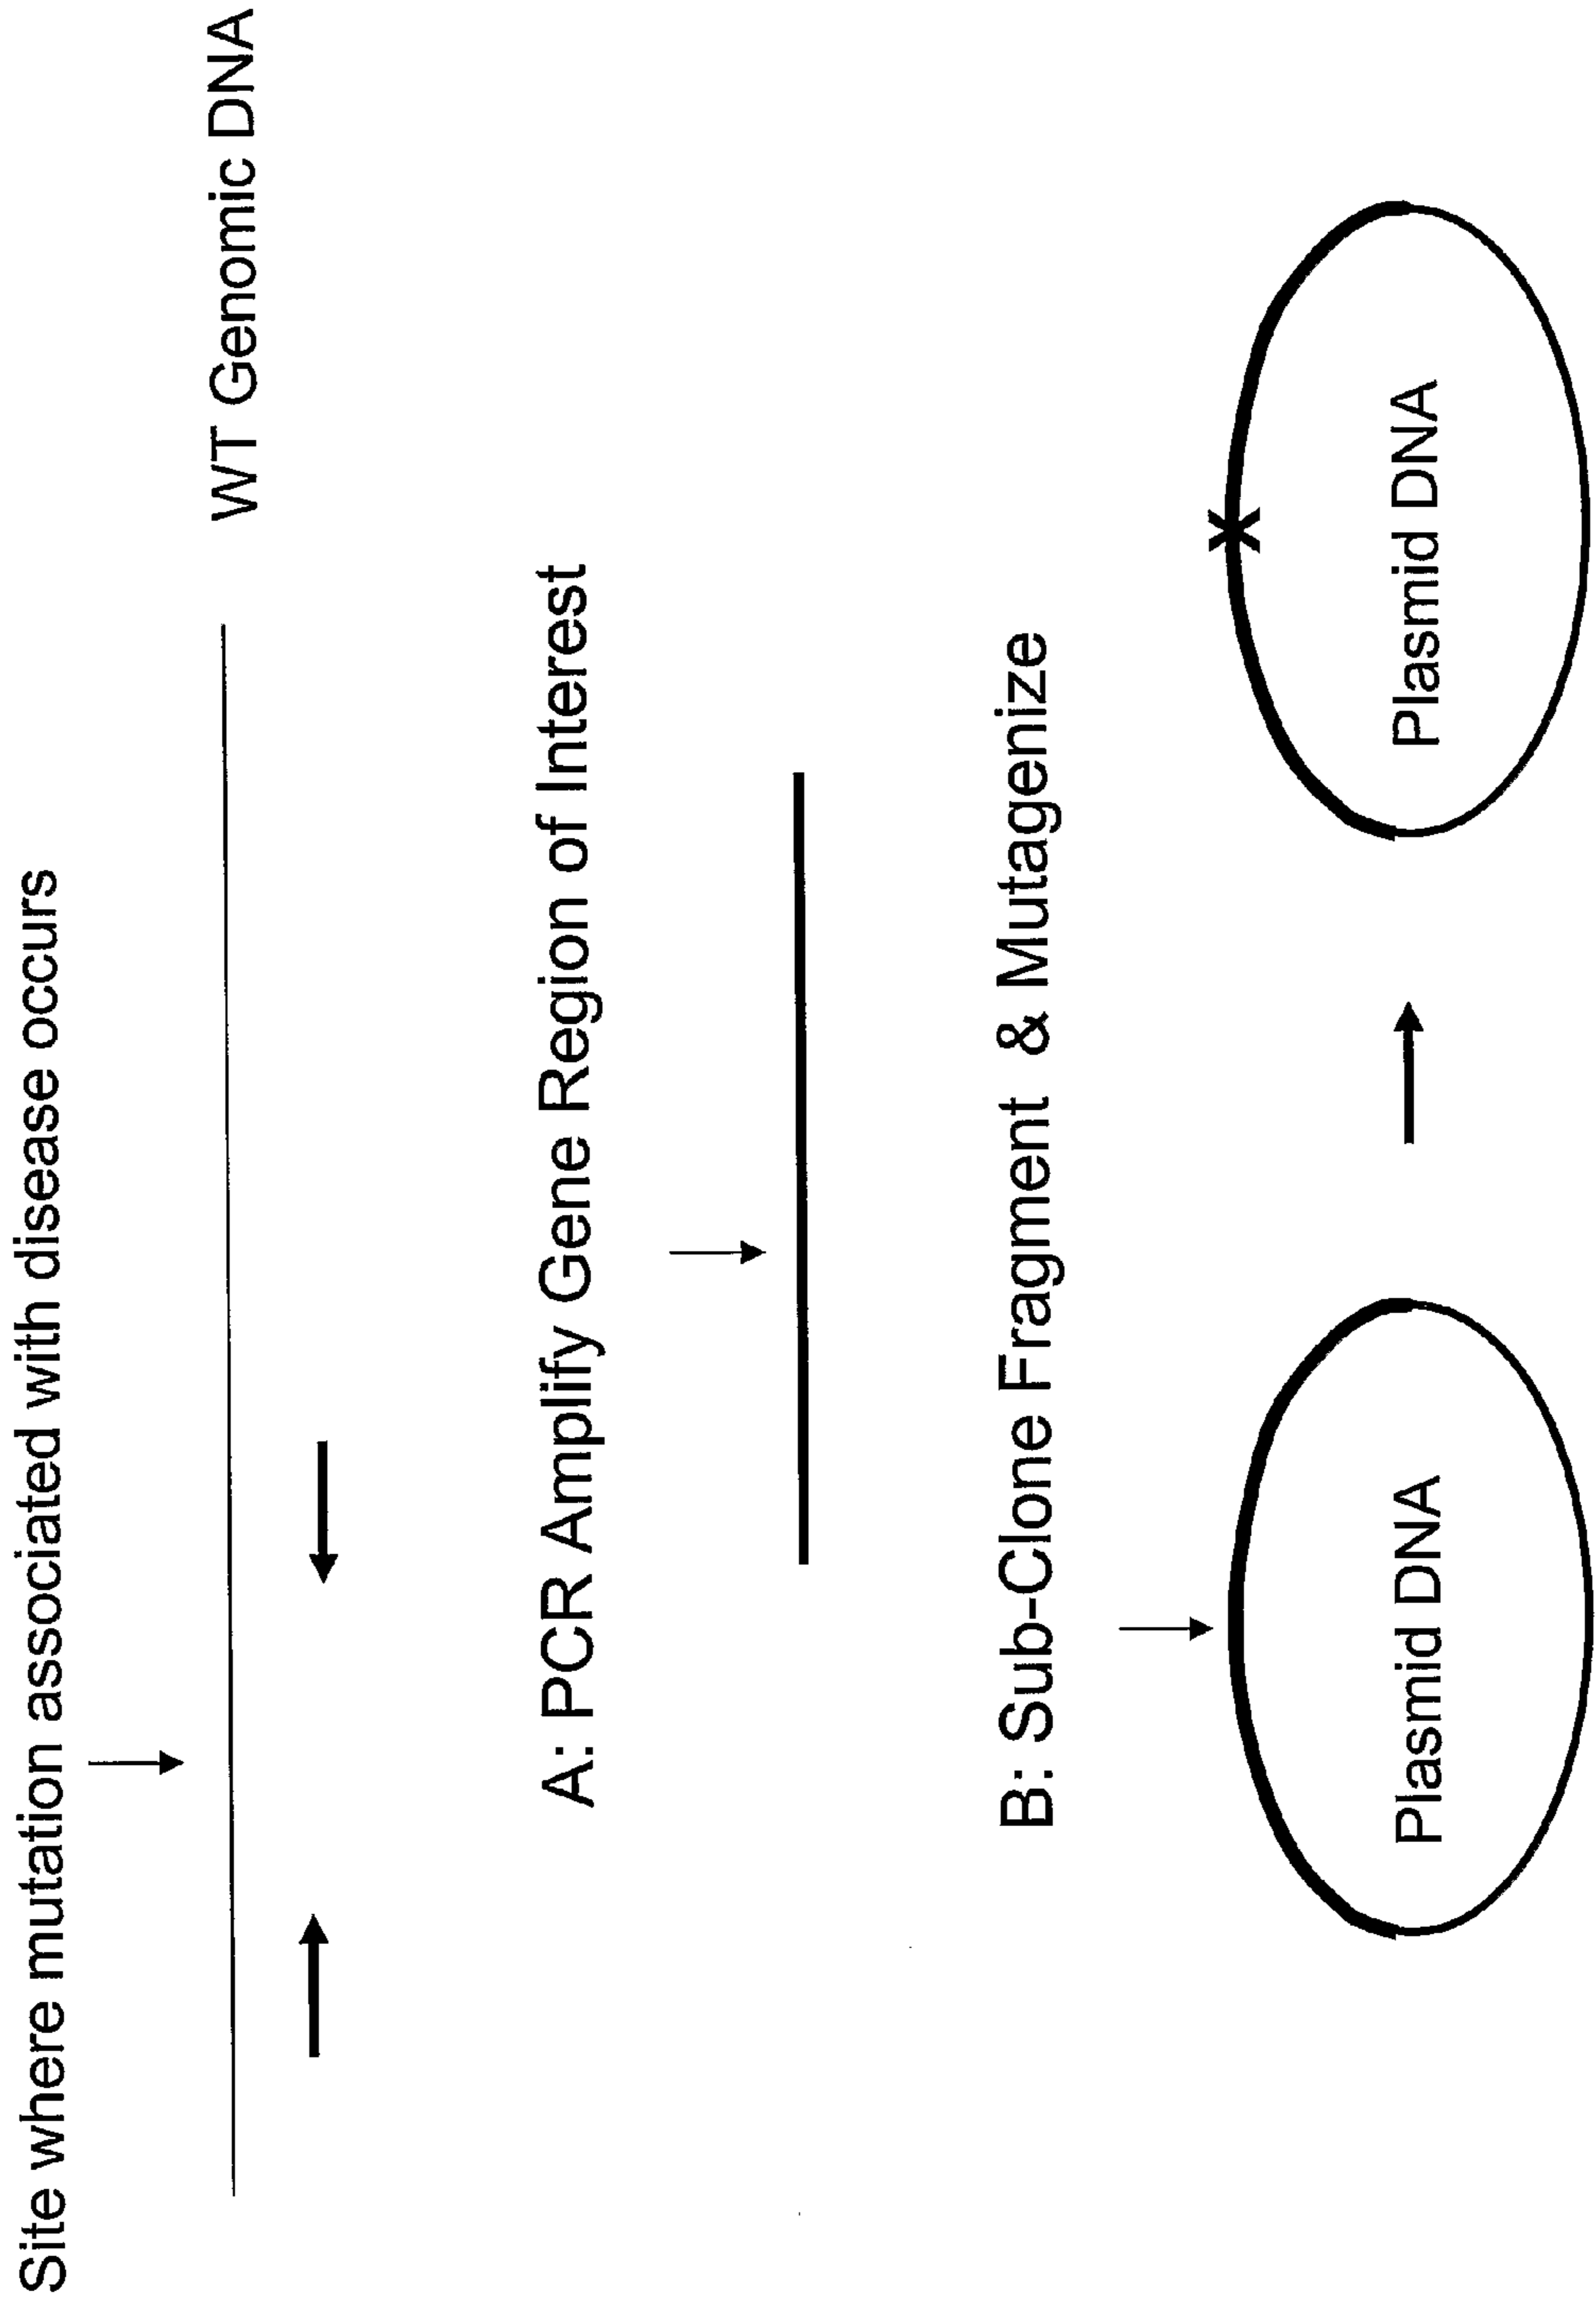 Site where mutation associated with disease occurs
WT Genomic DNA
A: PCR Amplify Gene Region of Interest
B: Sub-Clone Fragment & Mutagenize
Plasmid DNA
Plasmid DNA